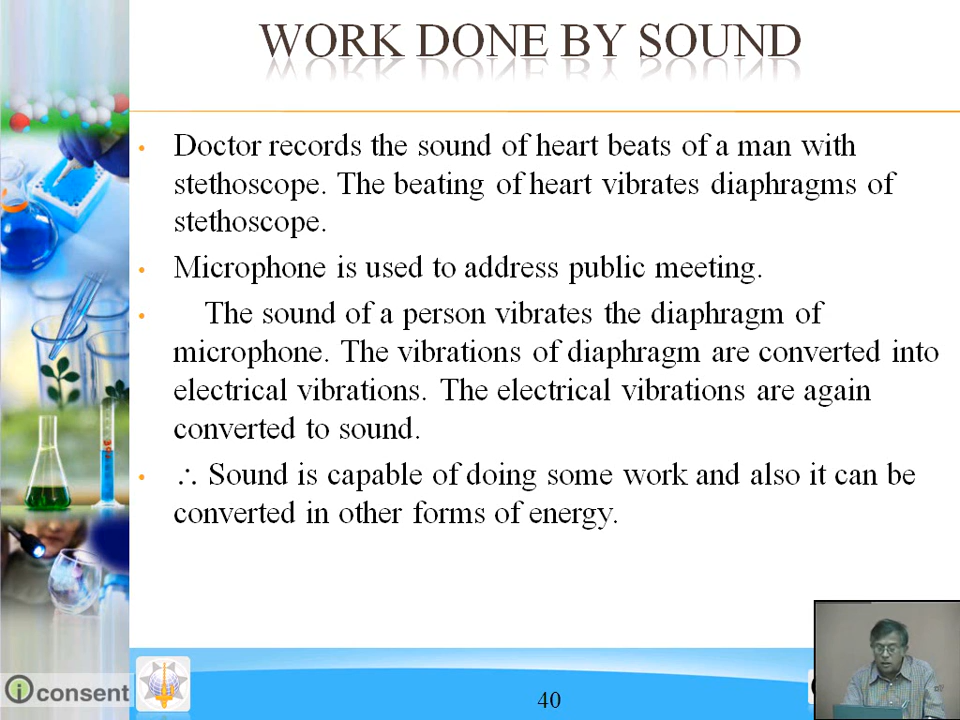 WORK DONE BY SOUND
• Doctor records the sound of heart beats of a man with
stethoscope. The beating of heart vibrates diaphragms of
stethoscope.
• Microphone is used to address public meeting.
• The sound of a person vibrates the diaphragm of
microphone. The vibrations of diaphragm are converted into
electrical vibrations. The electrical vibrations are again
converted to sound.
• ∴ Sound is capable of doing some work and also it can be
converted in other forms of energy.
i consent
40